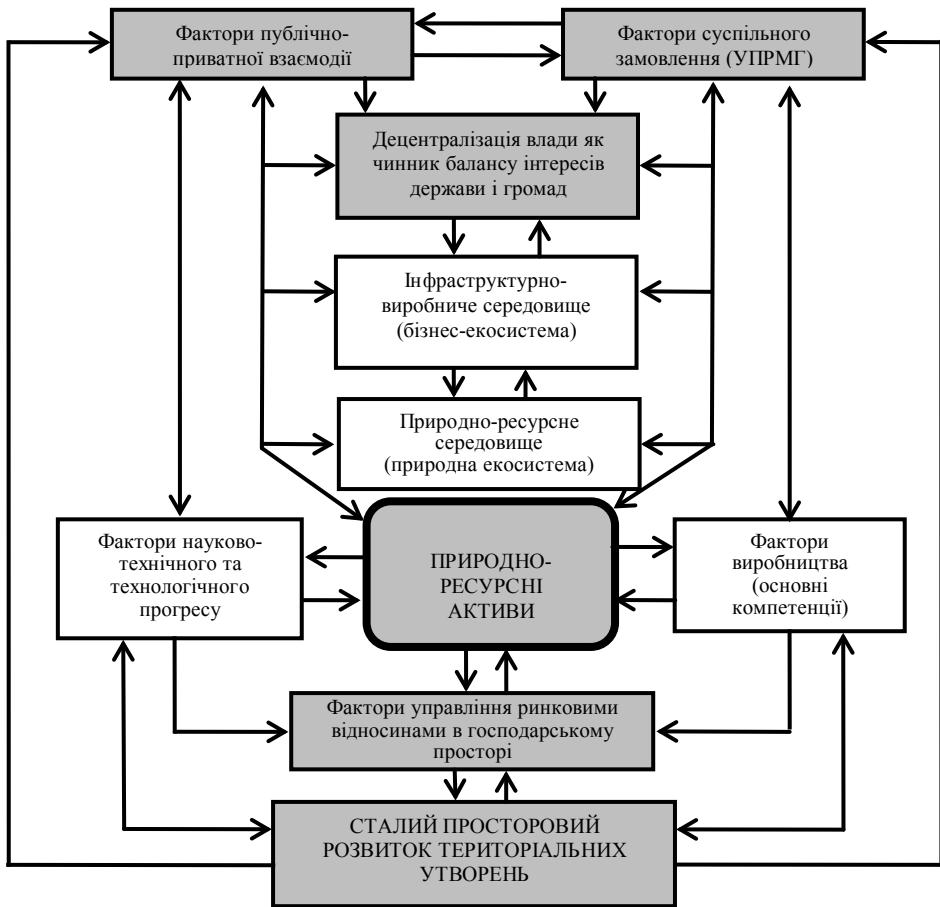 Фактори публічно-
приватної взаємодії
Фактори суспільного
замовлення (УПРМГ)
Децентралізація влади як
чинник балансу інтересів
держави і громад
Інфраструктурно-
виробниче середовище
(бізнес-екосистема)
Природно-ресурсне
середовище
(природна екосистема)
Фактори науково-
технічного та
технологічного
прогресу
ПРИРОДНО-
РЕСУРСНІ
АКТИВИ
Фактори
виробництва
(основні
компетенції)
Фактори управління ринковими
відносинами в господарському
просторі
СТАЛИЙ ПРОСТОРОВИЙ
РОЗВИТОК ТЕРИТОРІАЛЬНИХ
УТВОРЕНЬ